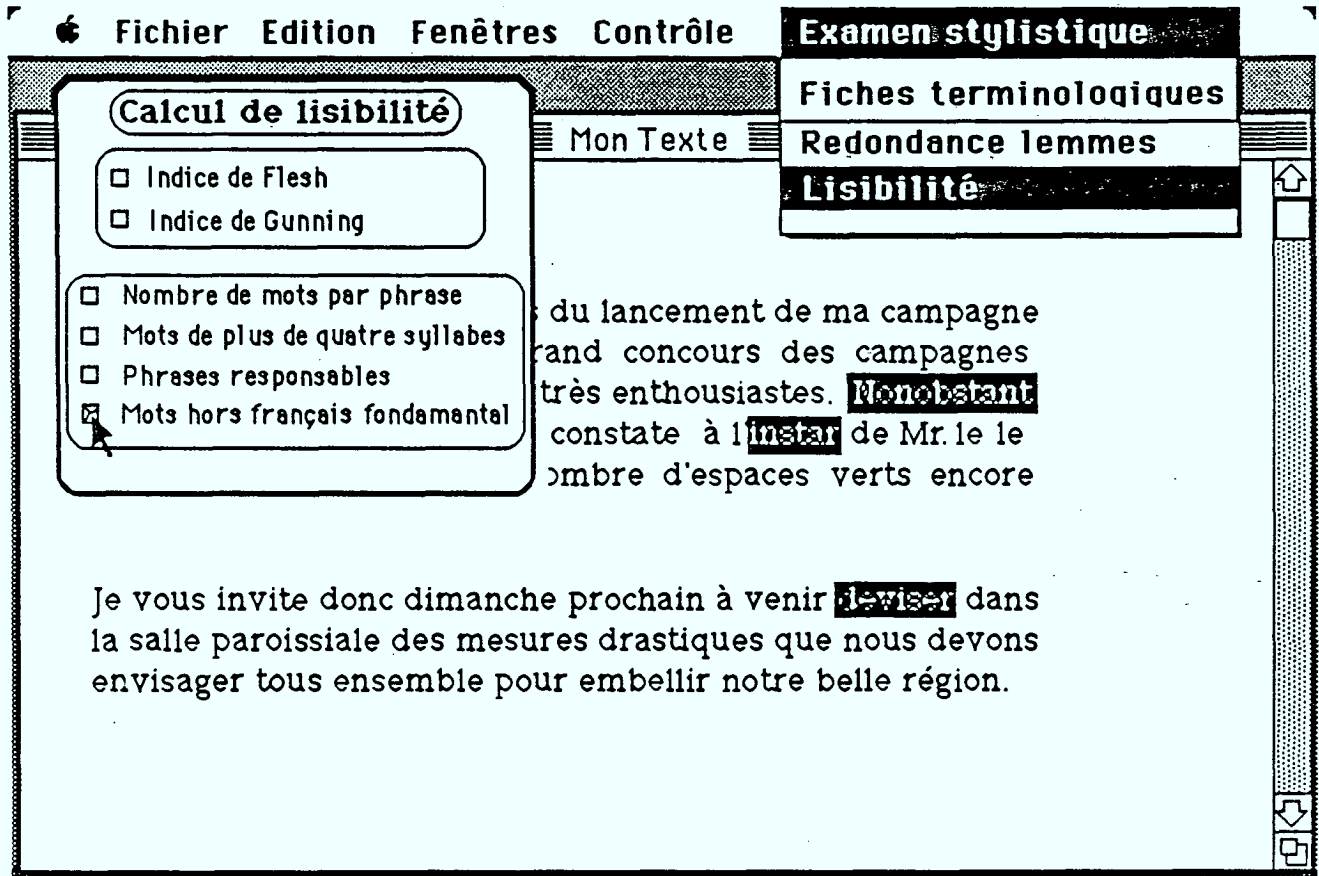 Fichier Edition Fenêtres Contrôle Examen stylistique
Fiches terminologiques
Redondance lemmes
Lisibilité
Calcul de lisibilité
Indice de Flesh
Indice de Gunning
Nombre de mots par phrase
Mots de plus de quatre syllabes
Phrases responsables
Mots hors français fondamantal
Mon Texte
du lancement de ma campagne
rand concours des campagnes
très enthousiastes. Nonobstant
constate à l'instar de Mr. le le
ombre d'espaces verts encore
Je vous invite donc dimanche prochain à venir deviser dans
la salle paroissiale des mesures drastiques que nous devons
envisager tous ensemble pour embellir notre belle région.